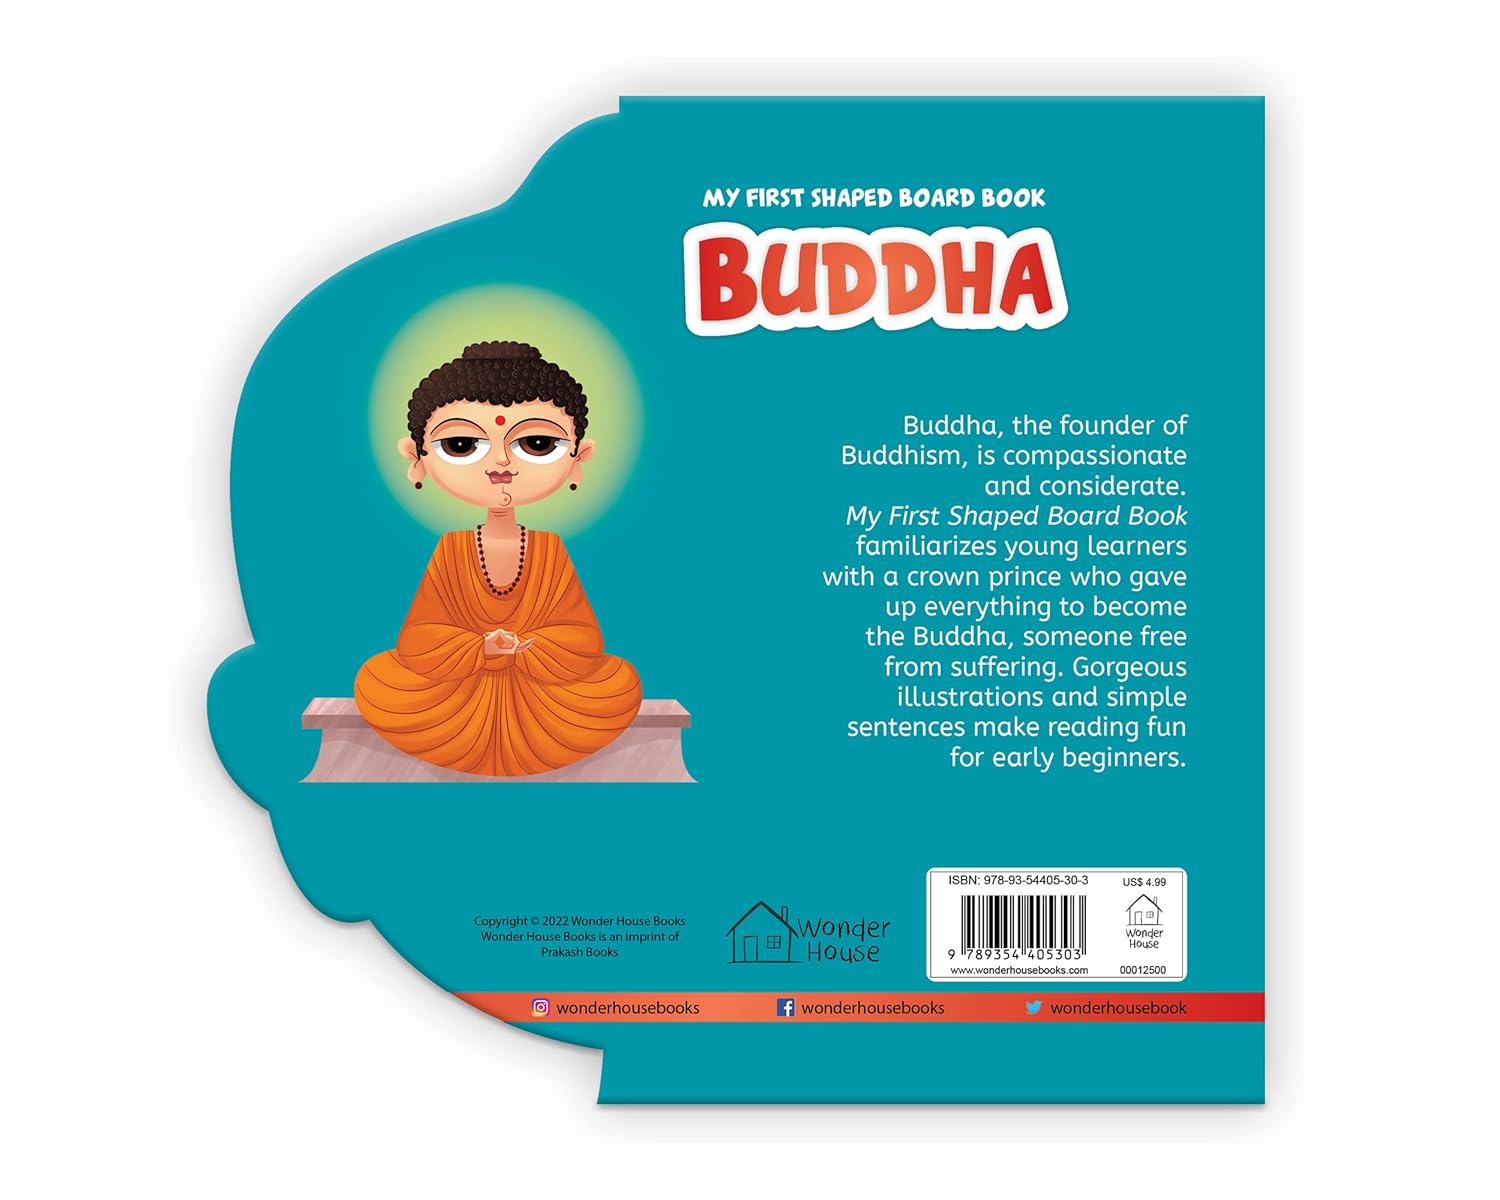 MY FIRST SHAPED BOARD BOOK
BUDDHA
Buddha, the founder of
Buddhism, is compassionate
and considerate.
My First Shaped Board Book
familiarizes young learners
with a crown prince who gave
up everything to become
the Buddha, someone free
from suffering. Gorgeous
illustrations and simple
sentences make reading fun
for early beginners.
Copyright © 2022 Wonder House Books
Wonder House Books is an imprint of
Prakash Books
Wonder
House
ISBN: 978-93-54405-30-3
US$ 4.99
9 789354 405303
Wonder
House
www.wonderhousebooks.com
00012500
wonderhousebooks
wonderhousebooks
wonderhousebook